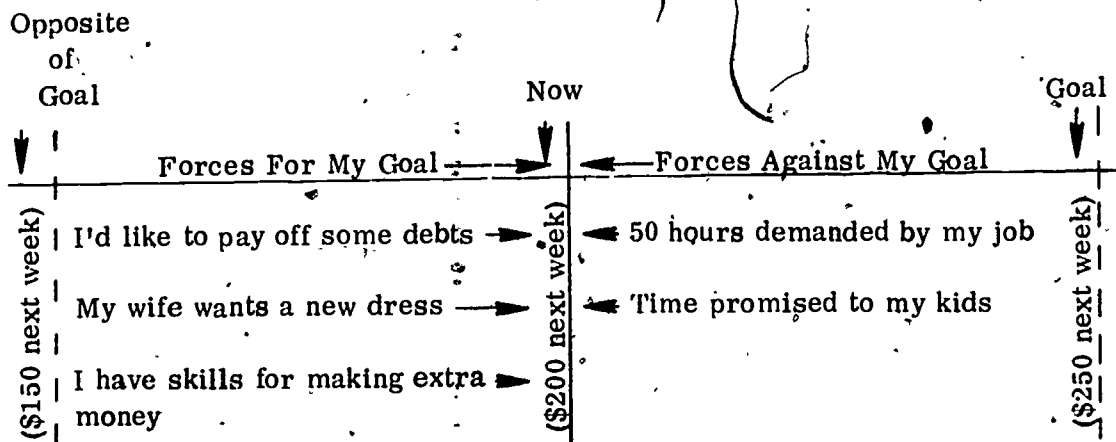 Opposite
of
Goal
Now
Goal
Forces For My Goal
Forces Against My Goal
($150 next week)
I'd like to pay off some debts
My wife wants a new dress
I have skills for making extra
money
($200 next week)
50 hours demanded by my job
Time promised to my kids
($250 next week)